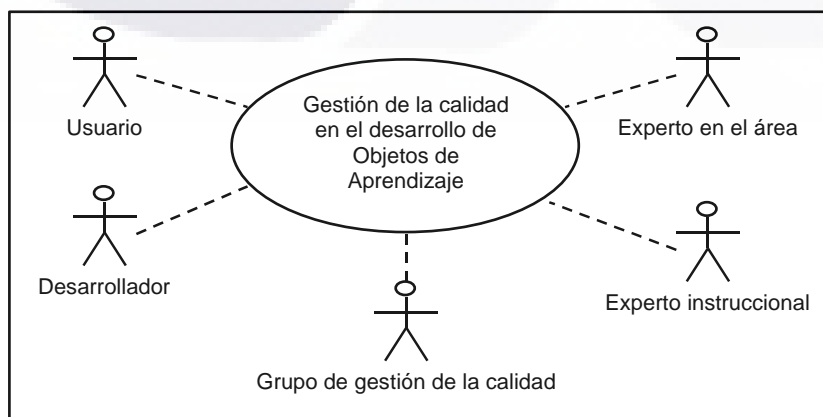 Gestión de la calidad
en el desarrollo de
Objetos de
Aprendizaje
Usuario
Experto en el área
Desarrollador
Experto instruccional
Grupo de gestión de la calidad